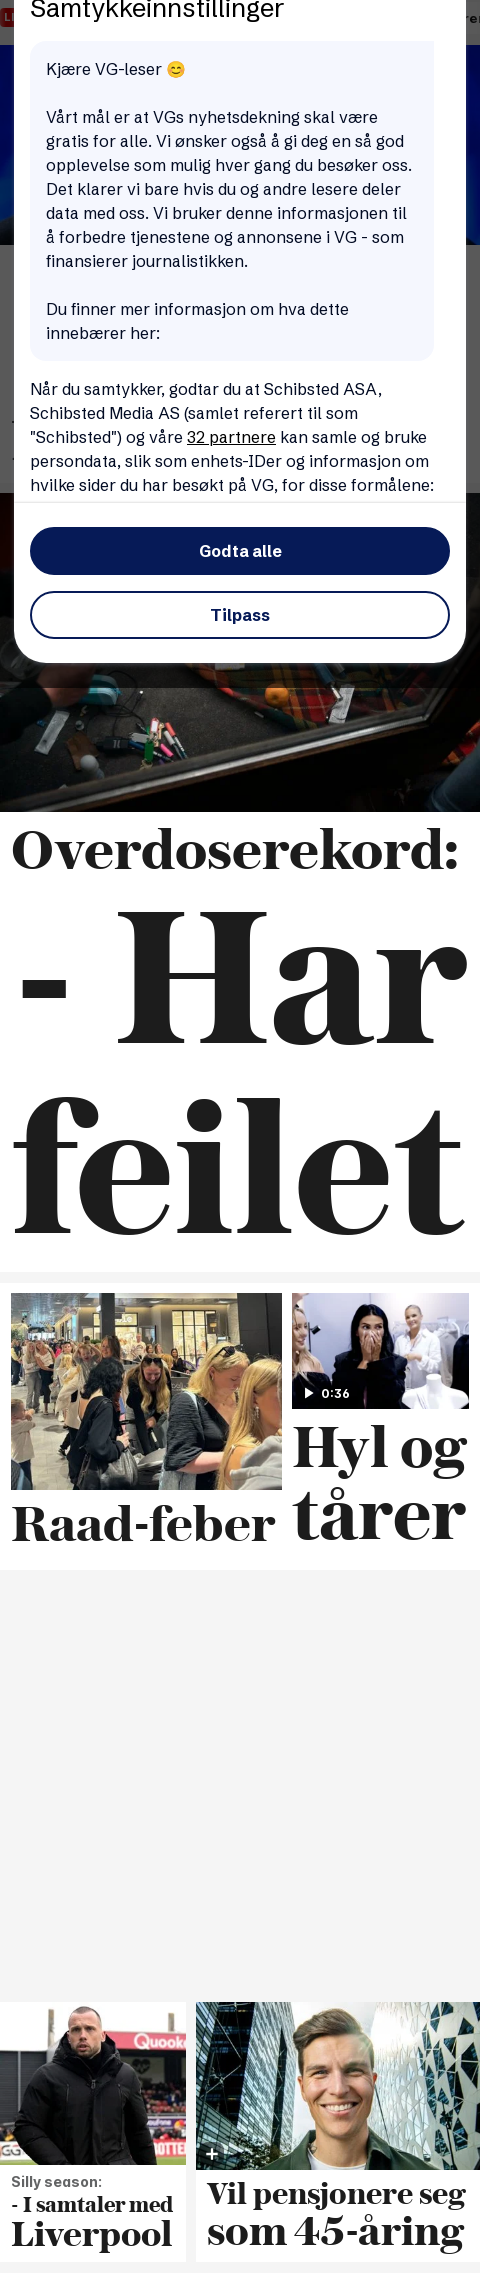 Samtykkeinnstillinger
Kjære VG-leser 😊
Vårt mål er at VGs nyhetsdekning skal være
gratis for alle. Vi ønsker også å gi deg en så god
opplevelse som mulig hver gang du besøker oss.
Det klarer vi bare hvis du og andre lesere deler
data med oss. Vi bruker denne informasjonen til
å forbedre tjenestene og annonsene i VG - som
finansierer journalistikken.
Du finner mer informasjon om hva dette
innebærer her:
Når du samtykker, godtar du at Schibsted ASA,
Schibsted Media AS (samlet referert til som
"Schibsted") og våre 32 partnere kan samle og bruke
persondata, slik som enhets-IDer og informasjon om
hvilke sider du har besøkt på VG, for disse formålene:
Godta alle
Tilpass
Overdoserekord:
- Har
feilet
0:36
Raad-feber
Hyl og
tårer
Quooke
Silly season:
- I samtaler med
Liverpool
Vil pensjonere seg
som 45-åring